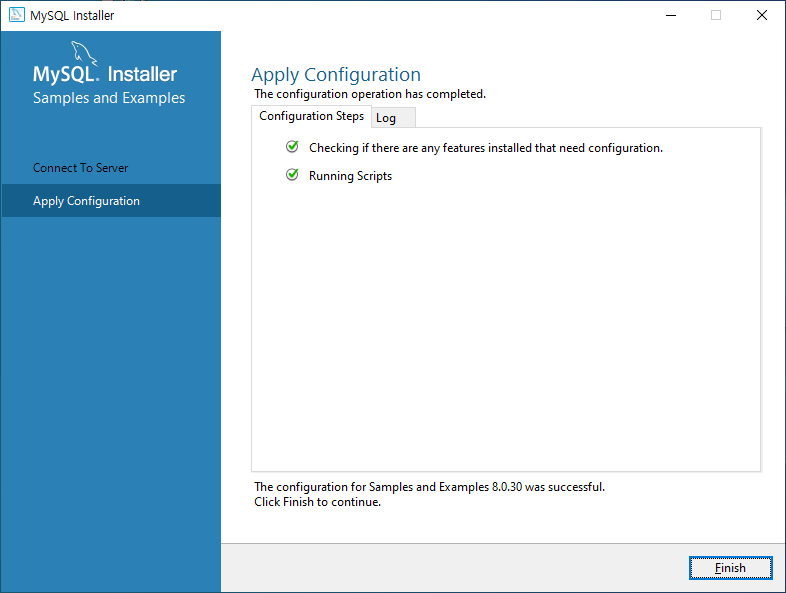 MySQL Installer
MySQL. Installer
Samples and Examples
Connect To Server
Apply Configuration
Apply Configuration
The configuration operation has completed.
Configuration Steps
Log
Checking if there are any features installed that need configuration.
Running Scripts
The configuration for Samples and Examples 8.0.30 was successful.
Click Finish to continue.
Finish